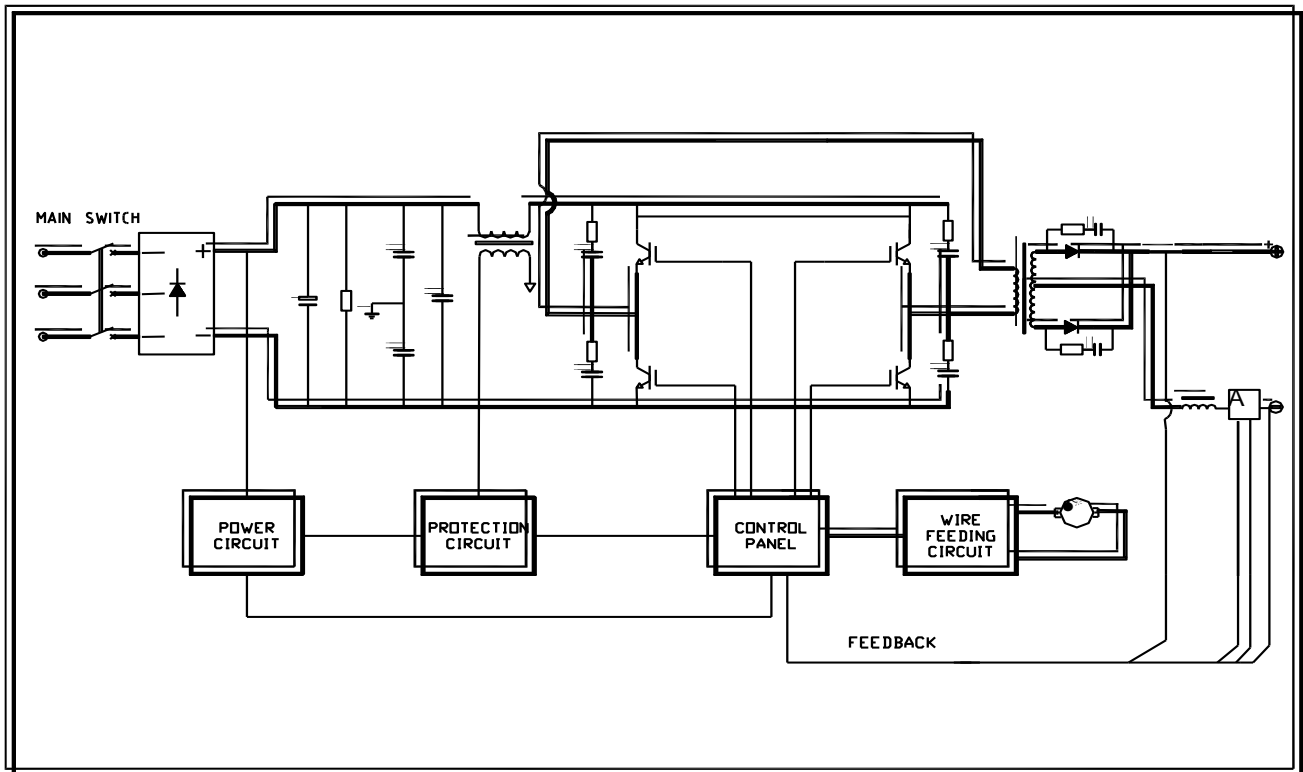 MAIN SWITCH
+
−
+
A
−
POWER
CIRCUIT
PROTECTION
CIRCUIT
CONTROL
PANEL
WIRE
FEEDING
CIRCUIT
FEEDBACK